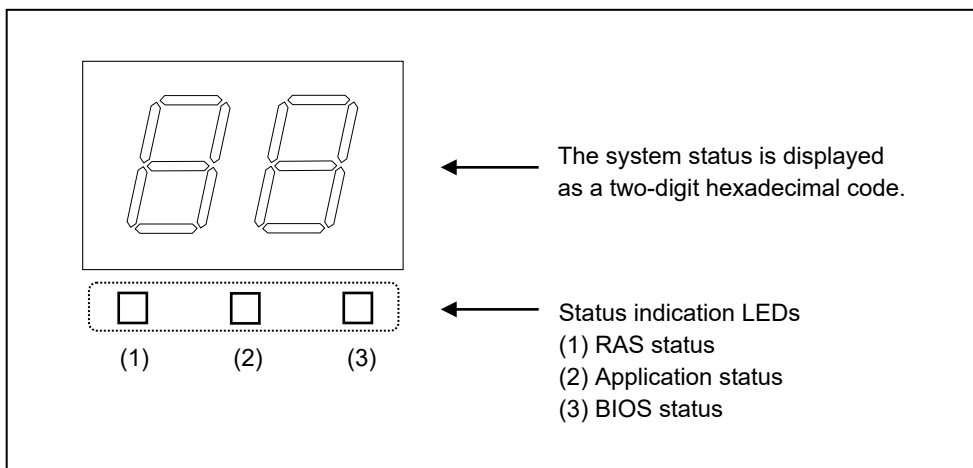 The system status is displayed
as a two-digit hexadecimal code.
Status indication LEDs
(1) RAS status
(2) Application status
(3) BIOS status
(1) (2) (3)